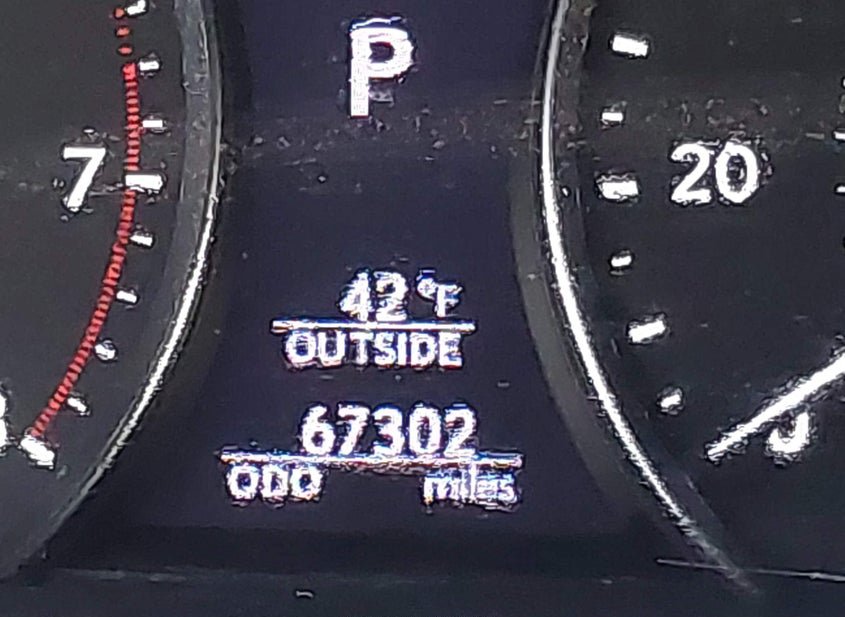 P
7
20
42 °F
OUTSIDE
67302
ODO miles